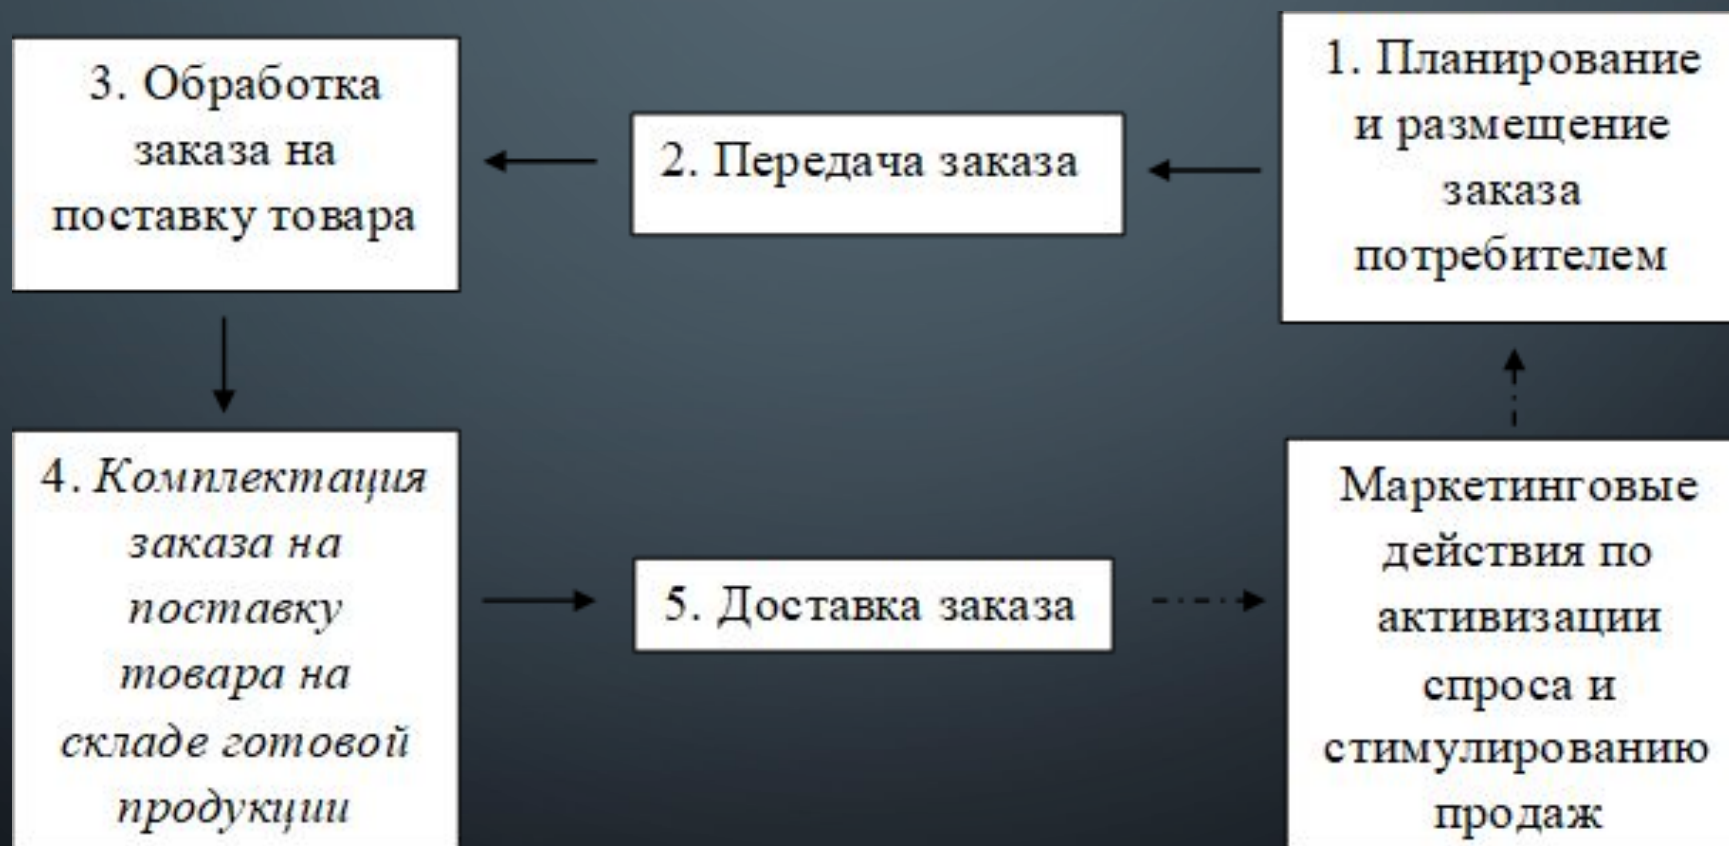 3. Обработка
заказа на
поставку товара
2. Передача заказа
1. Планирование
и размещение
заказа
потребителем
4. Комплектация
заказа на
поставку
товара на
складе готовой
продукции
5. Доставка заказа
Маркетинговые
действия по
активизации
спроса и
стимулированию
продаж